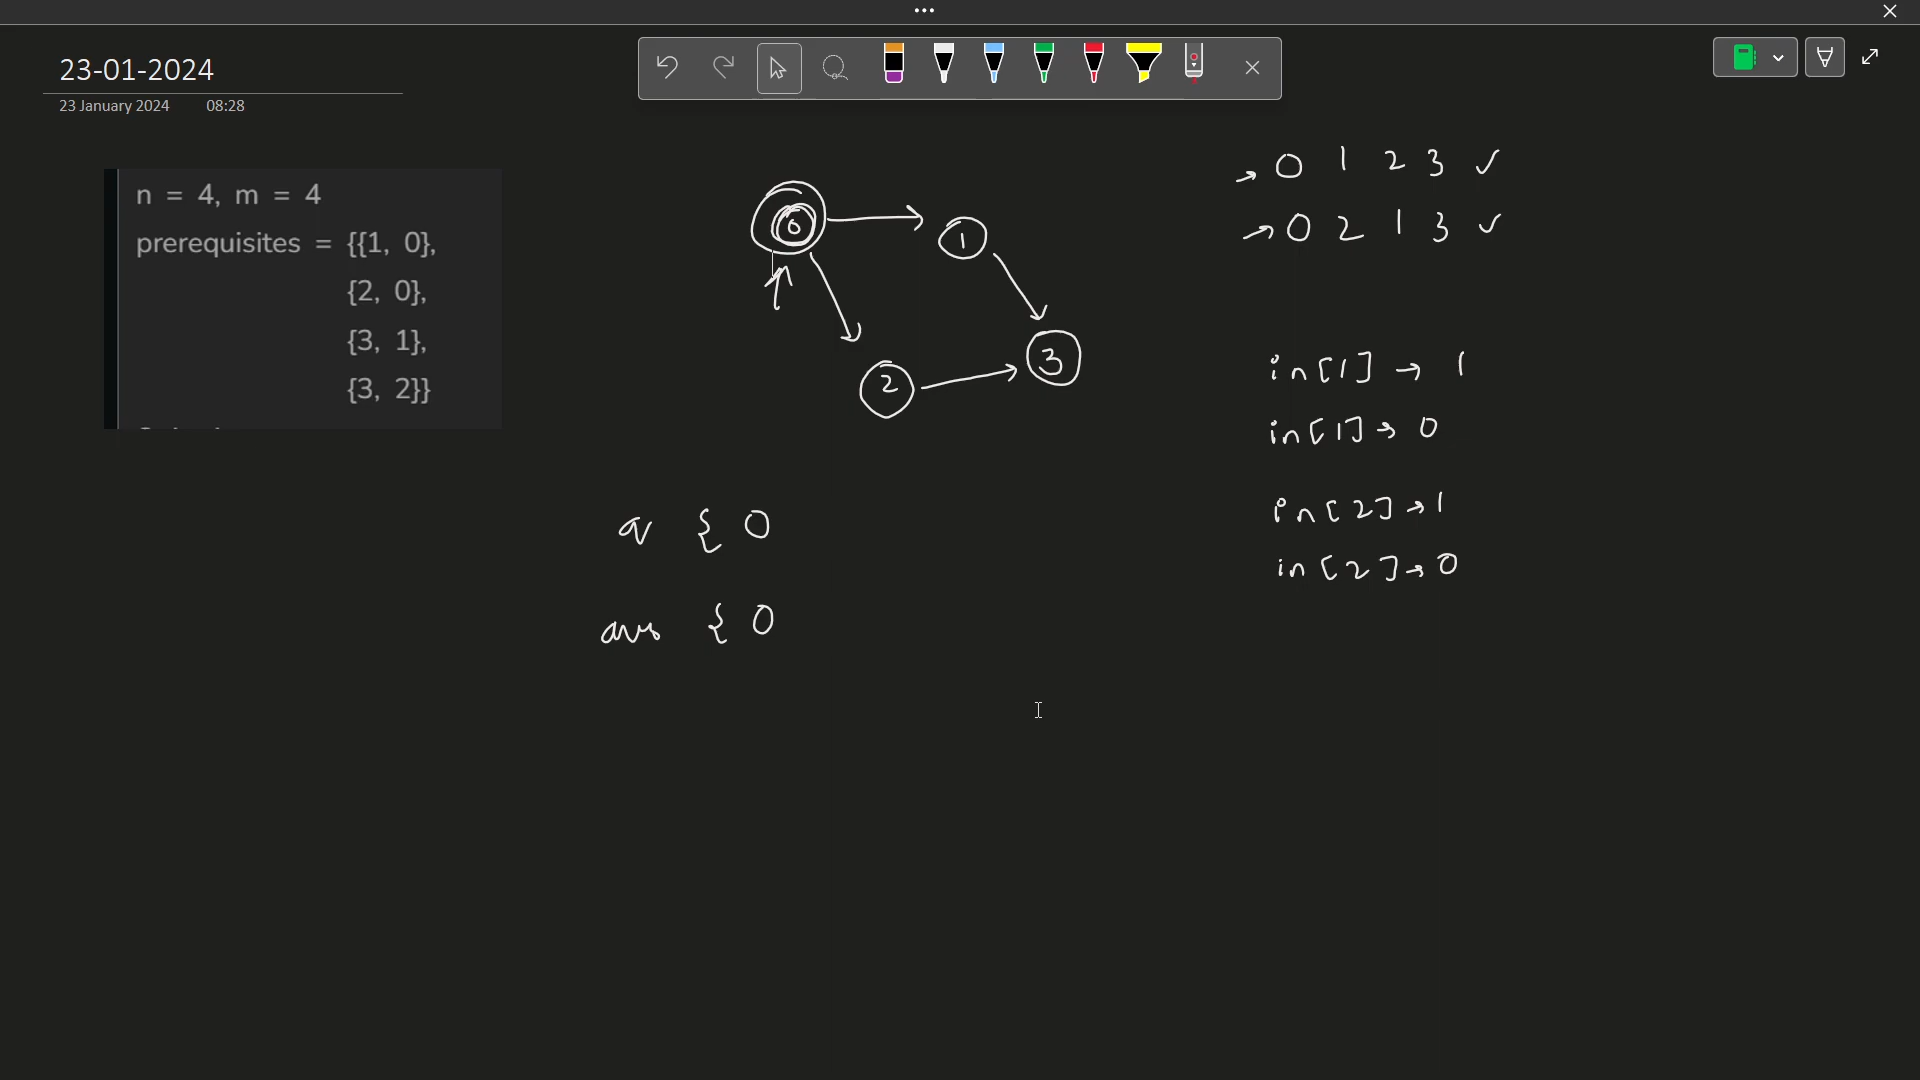 23-01-2024
23 January 2024 08:28
n = 4, m = 4
prerequisites = {{1, 0},
{2, 0},
{3, 1},
{3, 2}}
0
1
2
3
→ 0 1 2 3 ✓
→ 0 2 1 3 ✓
in[1] → 1
in[1] → 0
in[2] → 1
in[2] → 0
q { 0
ans { 0